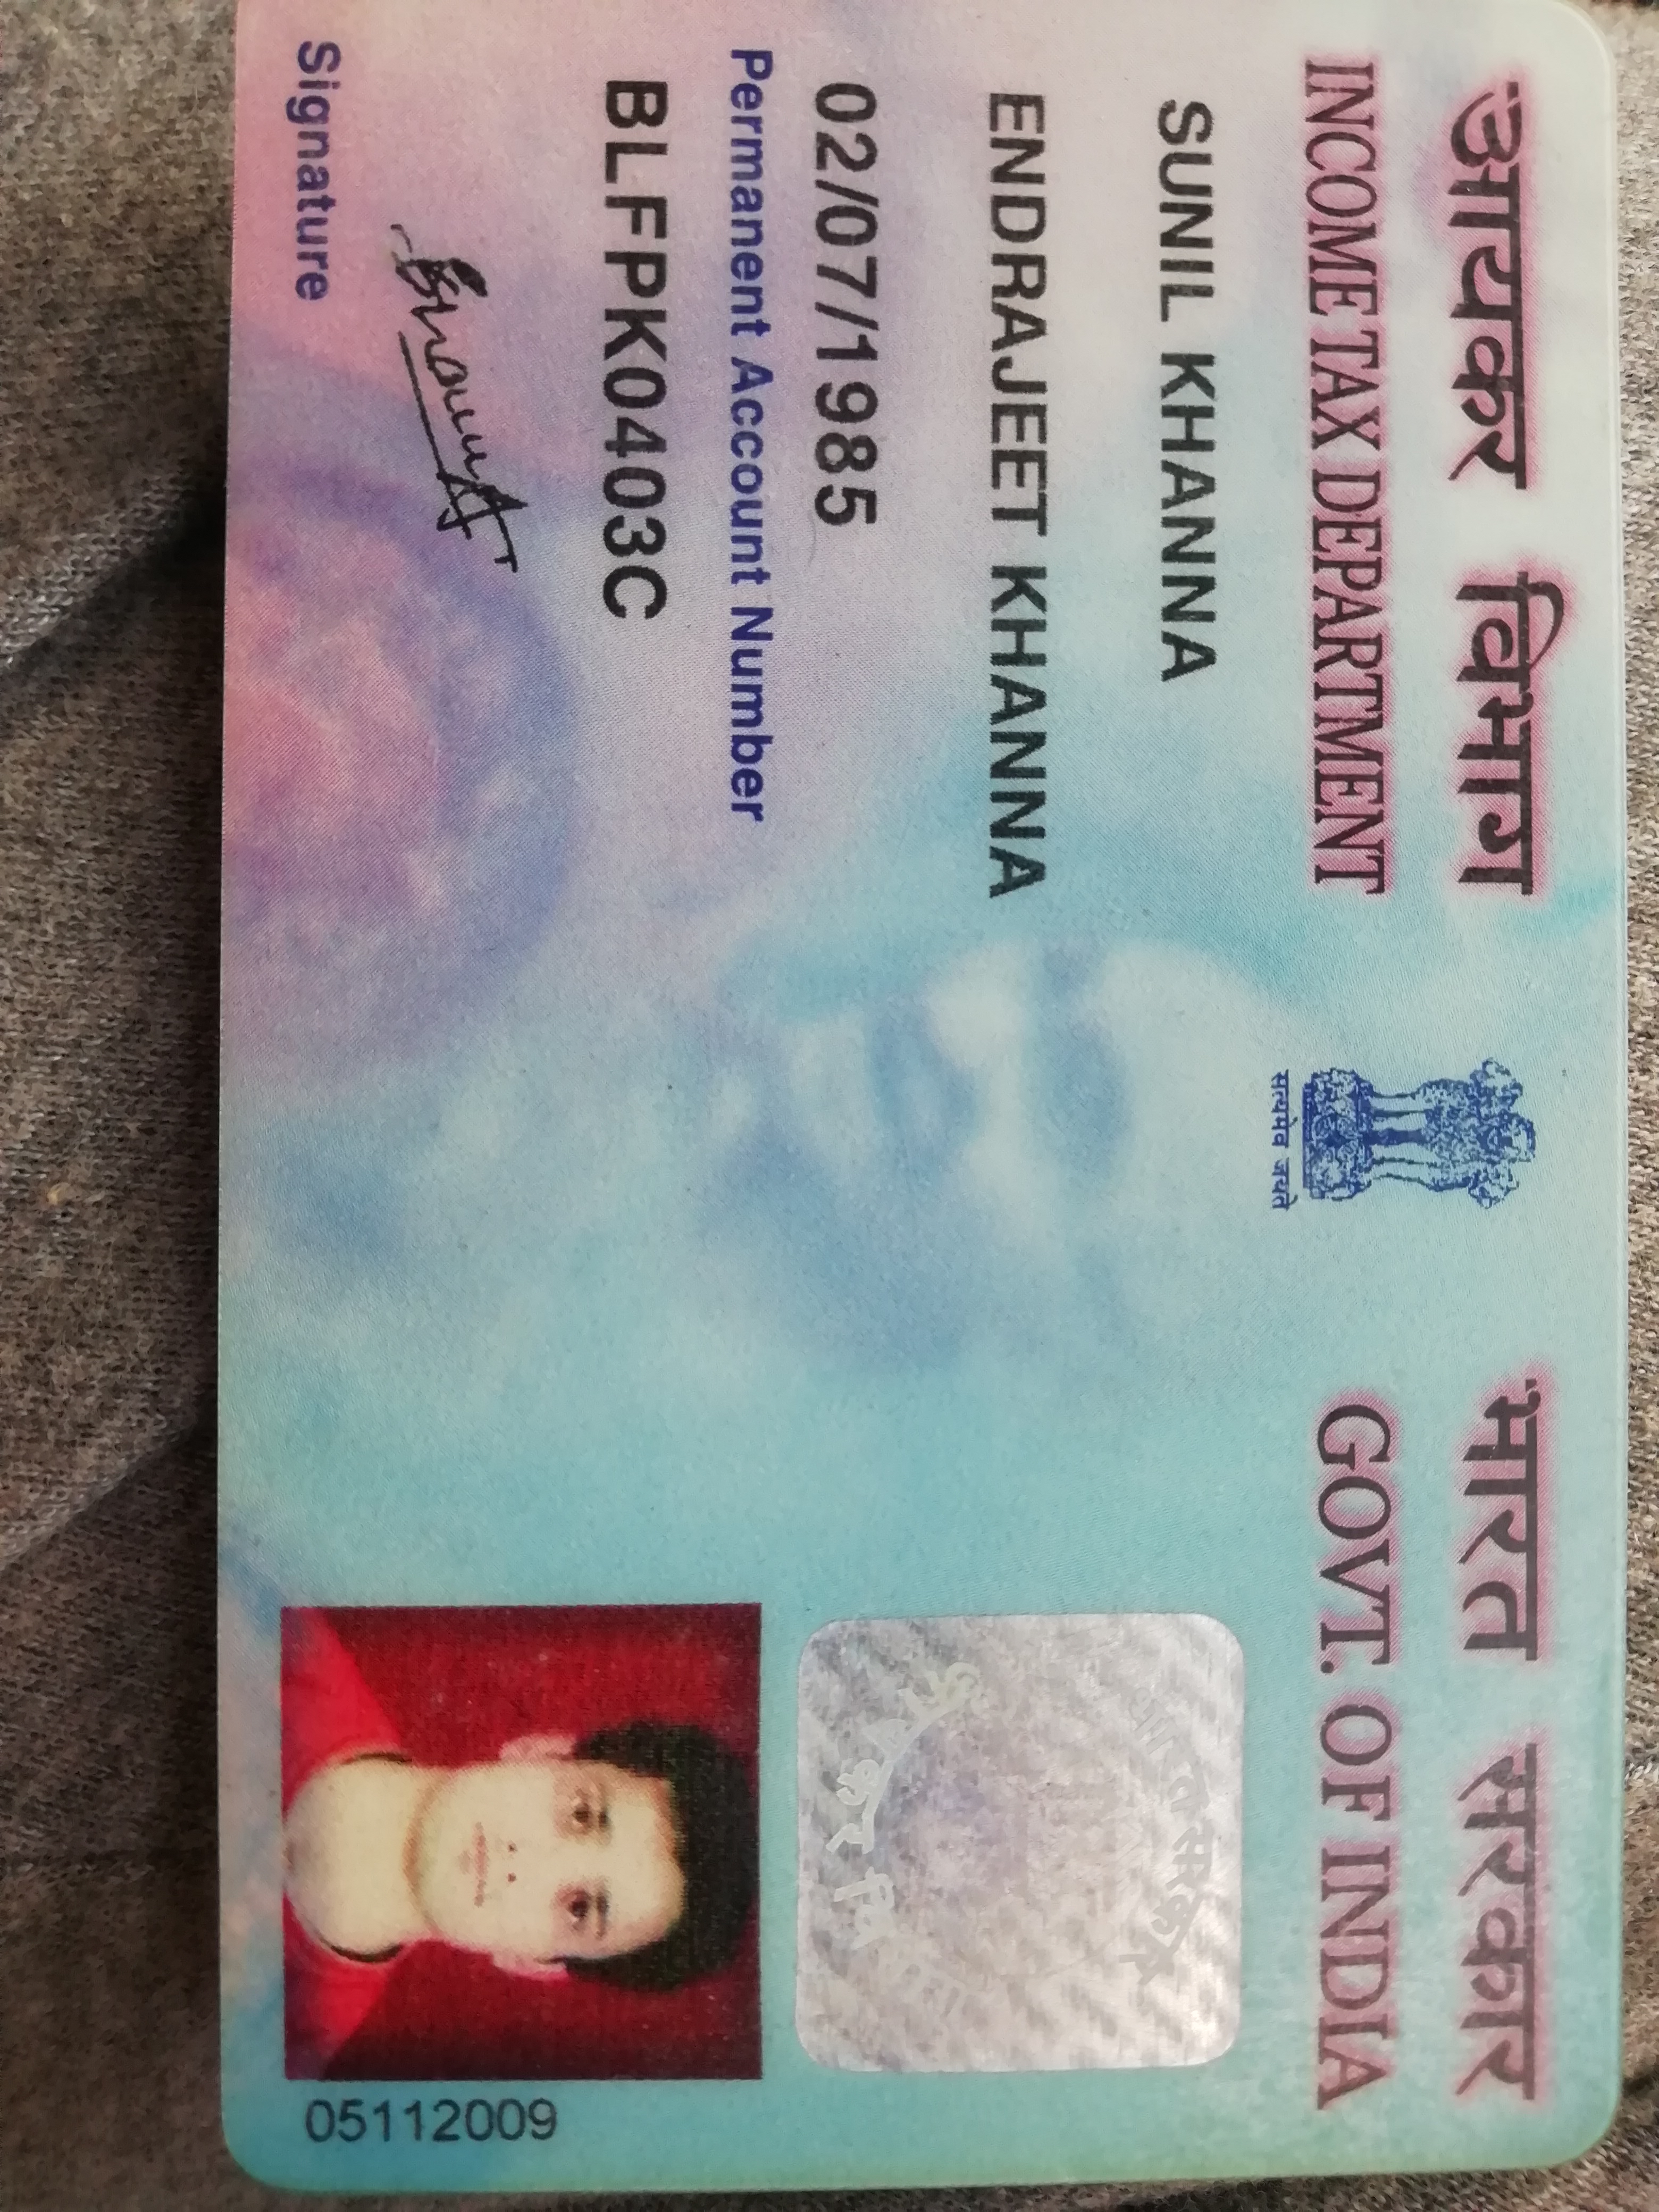 आयकर विभाग
INCOME TAX DEPARTMENT
सत्यमेव जयते
भारत सरकार
GOVT. OF INDIA
SUNIL KHANNA
ENDRAJEET KHANNA
02/07/1985
Permanent Account Number
BLFPK0403C
Signature
05112009